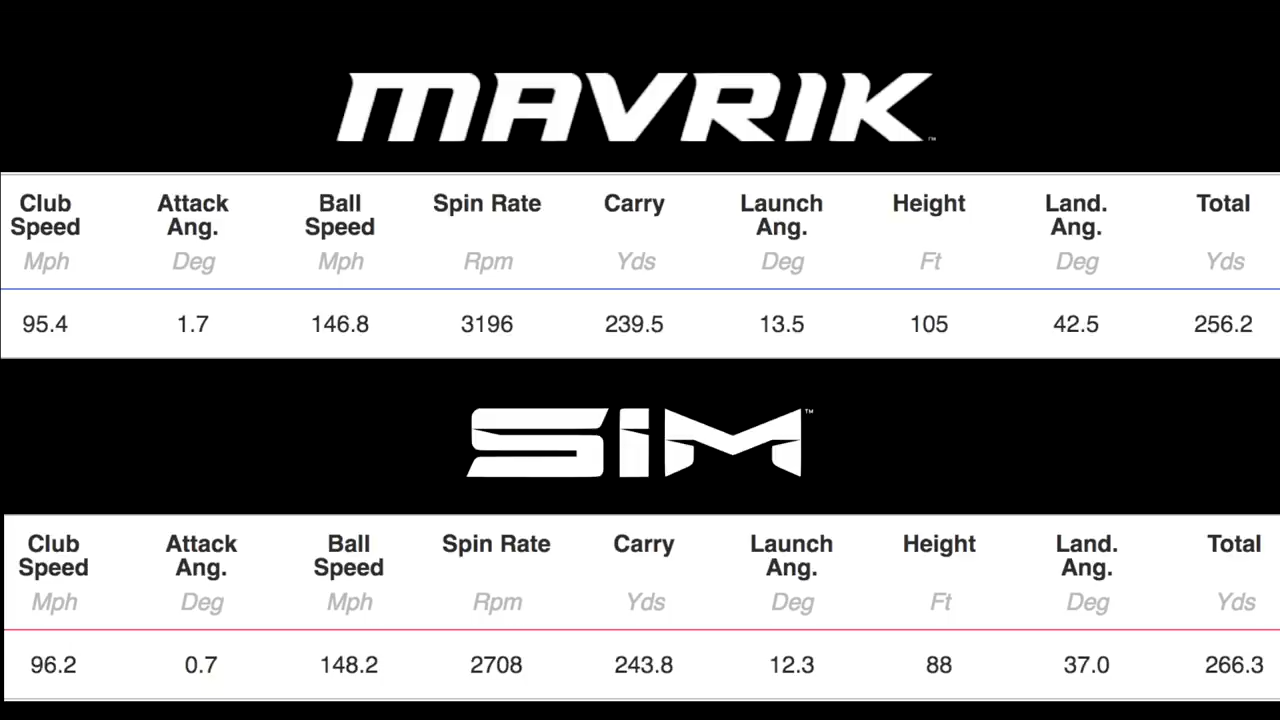 MAVRIK™
Club Speed Attack Ang. Ball Speed Spin Rate Carry Launch Ang. Height Land. Ang. Total
Mph Deg Mph Rpm Yds Deg Ft Deg Yds
95.4 1.7 146.8 3196 239.5 13.5 105 42.5 256.2
SiM™
Club Speed Attack Ang. Ball Speed Spin Rate Carry Launch Ang. Height Land. Ang. Total
Mph Deg Mph Rpm Yds Deg Ft Deg Yds
96.2 0.7 148.2 2708 243.8 12.3 88 37.0 266.3